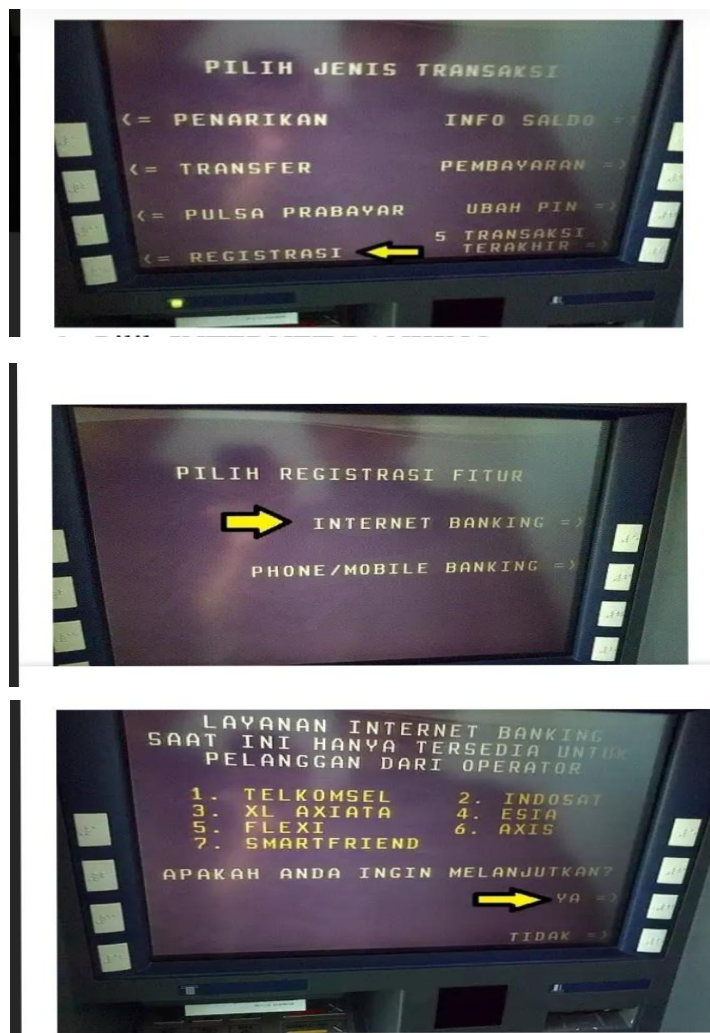 PILIH JENIS TRANSAKSI
<= PENARIKAN INFO SALDO =>
<= TRANSFER PEMBAYARAN =>
<= PULSA PRABAYAR UBAH PIN =>
<= REGISTRASI 5 TRANSAKSI TERAKHIR =>
PILIH REGISTRASI FITUR
INTERNET BANKING =>
PHONE/MOBILE BANKING =>
LAYANAN INTERNET BANKING
SAAT INI HANYA TERSEDIA UNTUK
PELANGGAN DARI OPERATOR
1. TELKOMSEL 2. INDOSAT
3. XL AXIATA 4. ESIA
5. FLEXI 6. AXIS
7. SMARTFRIEND
APAKAH ANDA INGIN MELANJUTKAN?
YA =>
TIDAK =>